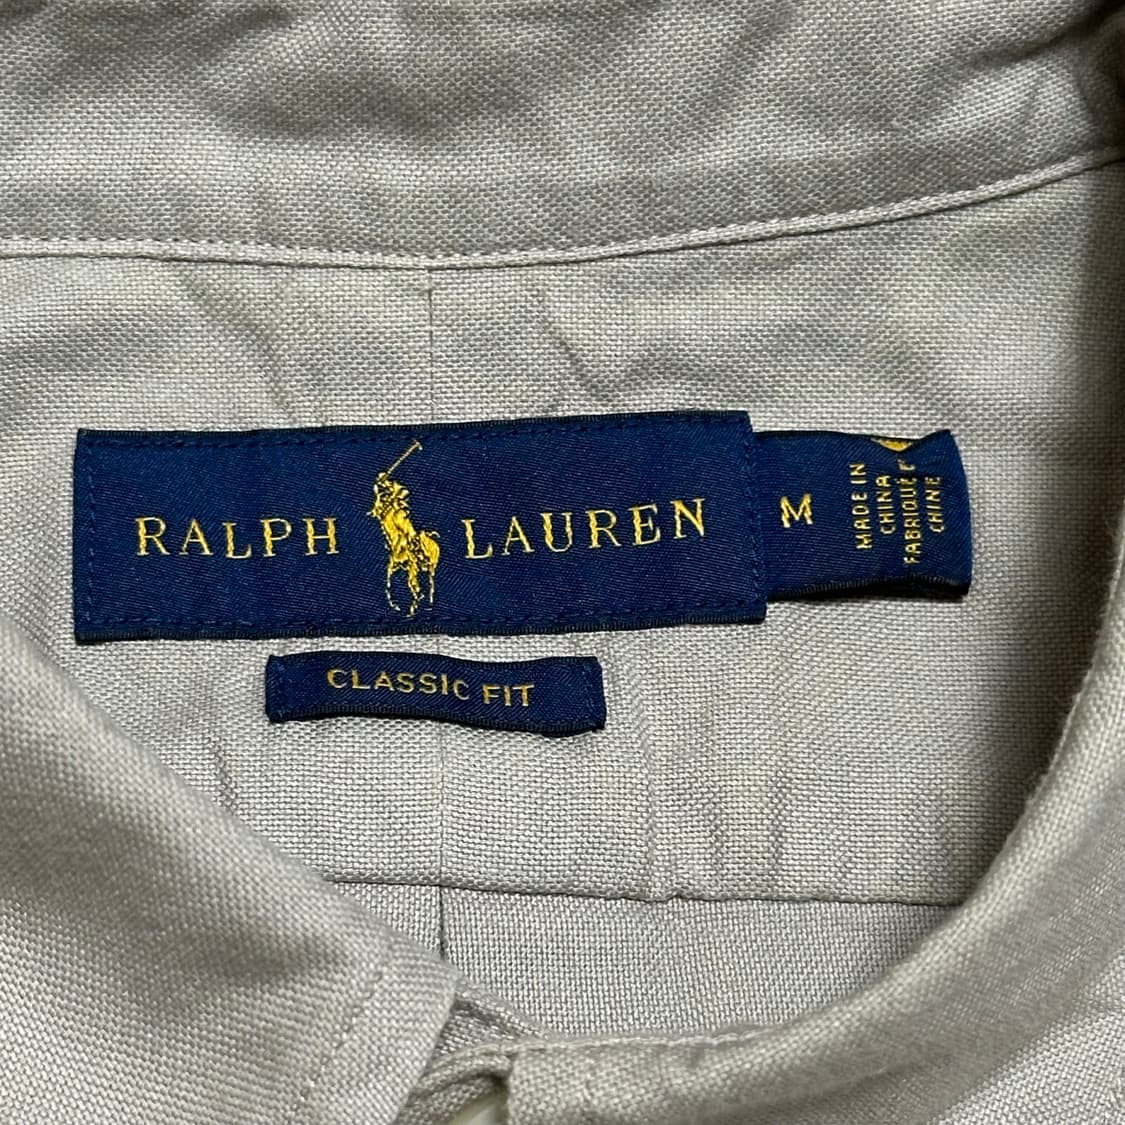 RALPH LAUREN
M
MADE IN
CHINA
FABRIQUÉ
CHINE
CLASSIC FIT